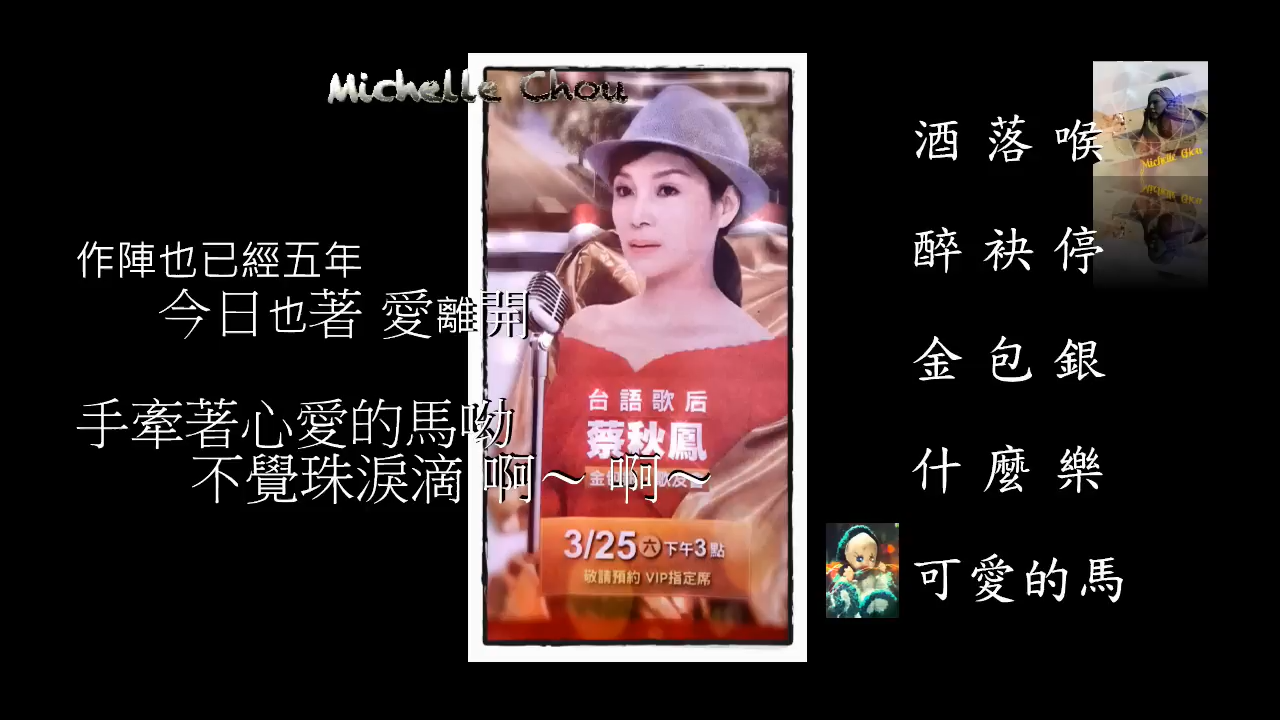 Michelle Chou
作陣也已經五年
今日也著 愛離開
手牽著心愛的馬呦
不覺珠淚滴 啊～ 啊～
台語歌后
蔡秋鳳
3/25 六 下午3點
敬請預約 VIP指定席
酒落喉
醉袂停
金包銀
什麼樂
可愛的馬
Michelle Chou